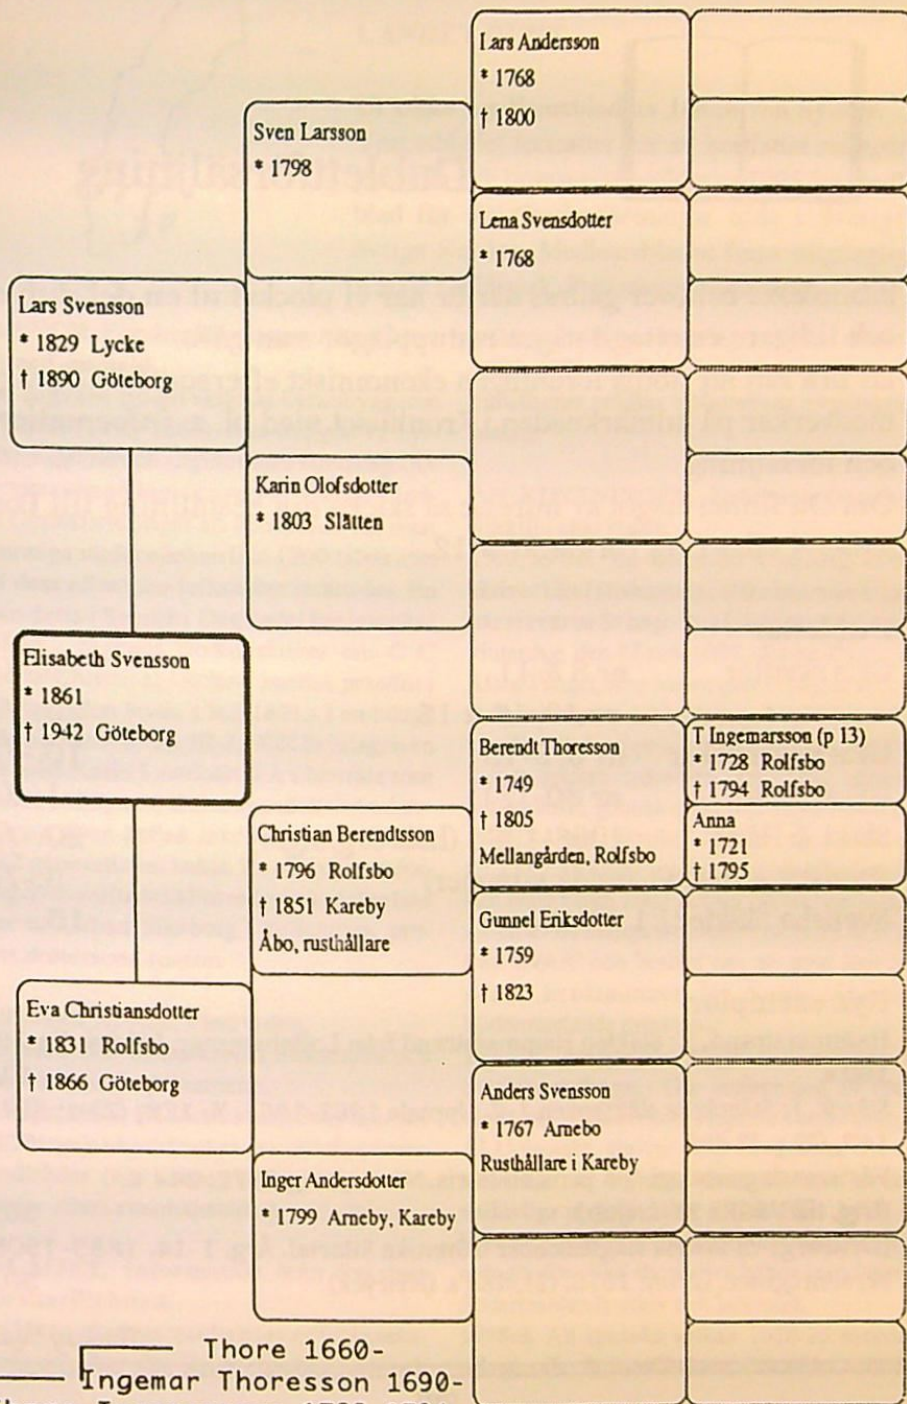 Lars Andersson
* 1768
† 1800
Sven Larsson
* 1798
Lena Svensdotter
* 1768
Lars Svensson
* 1829 Lycke
† 1890 Göteborg
Karin Olofsdotter
* 1803 Slätten
Elisabeth Svensson
* 1861
† 1942 Göteborg
Berendt Thoresson
* 1749
† 1805
Mellangården, Rolfsbo
T Ingemarsson (p 13)
* 1728 Rolfsbo
† 1794 Rolfsbo
Anna
* 1721
† 1795
Christian Berendtsson
* 1796 Rolfsbo
† 1851 Kareby
Åbo, rusthållare
Gunnel Eriksdotter
* 1759
† 1823
Eva Christiansdotter
* 1831 Rolfsbo
† 1866 Göteborg
Anders Svensson
* 1767 Arnebo
Rusthållare i Kareby
Inger Andersdotter
* 1799 Arneby, Kareby
Thore 1660-
Ingemar Thoresson 1690-